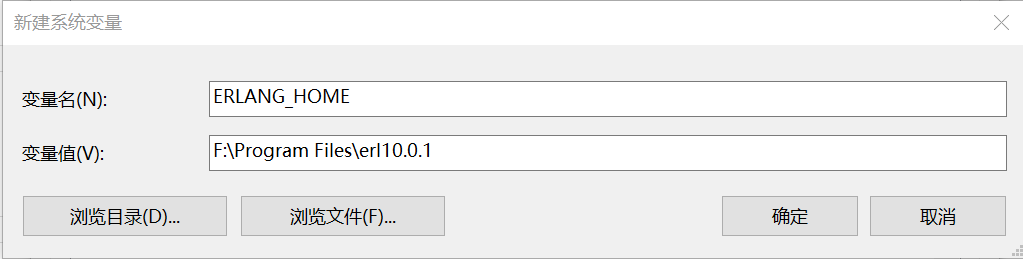 新建系统变量
变量名(N): ERLANG_HOME
变量值(V): F:\Program Files\erl10.0.1
浏览目录(D)... 浏览文件(F)... 确定 取消